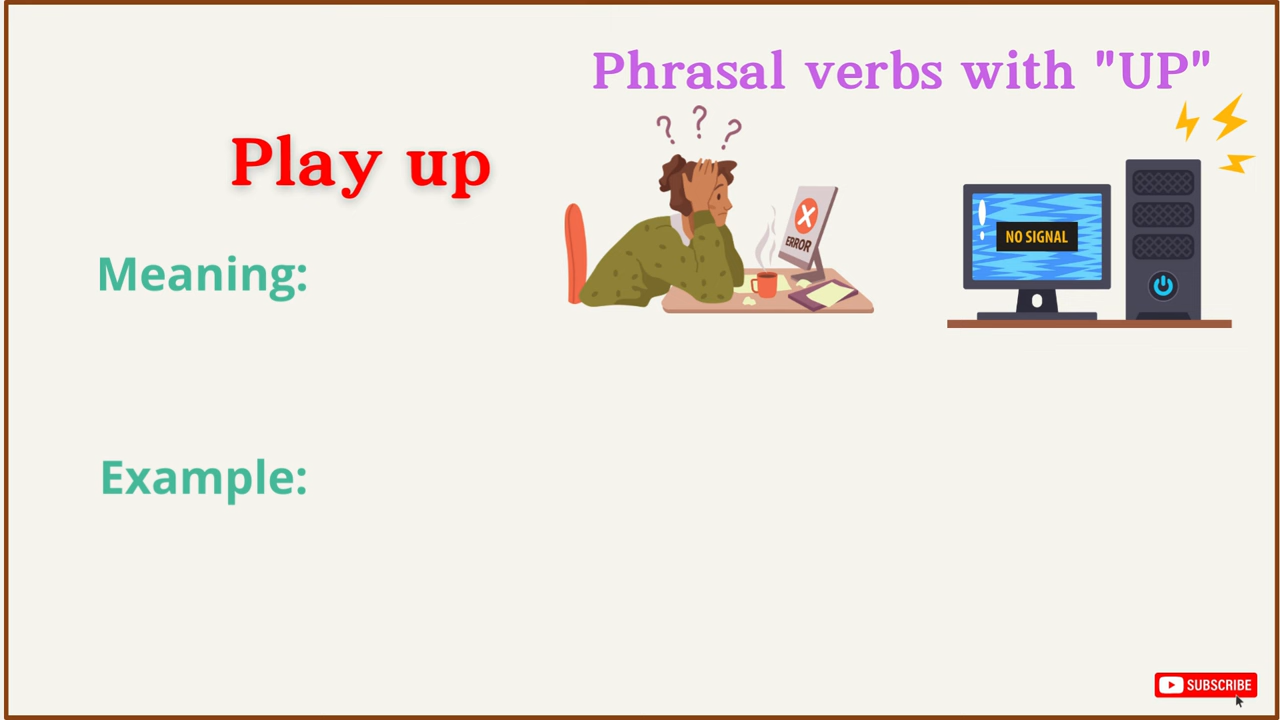 Phrasal verbs with "UP"
Play up
ERROR
NO SIGNAL
Meaning:
Example:
SUBSCRIBE